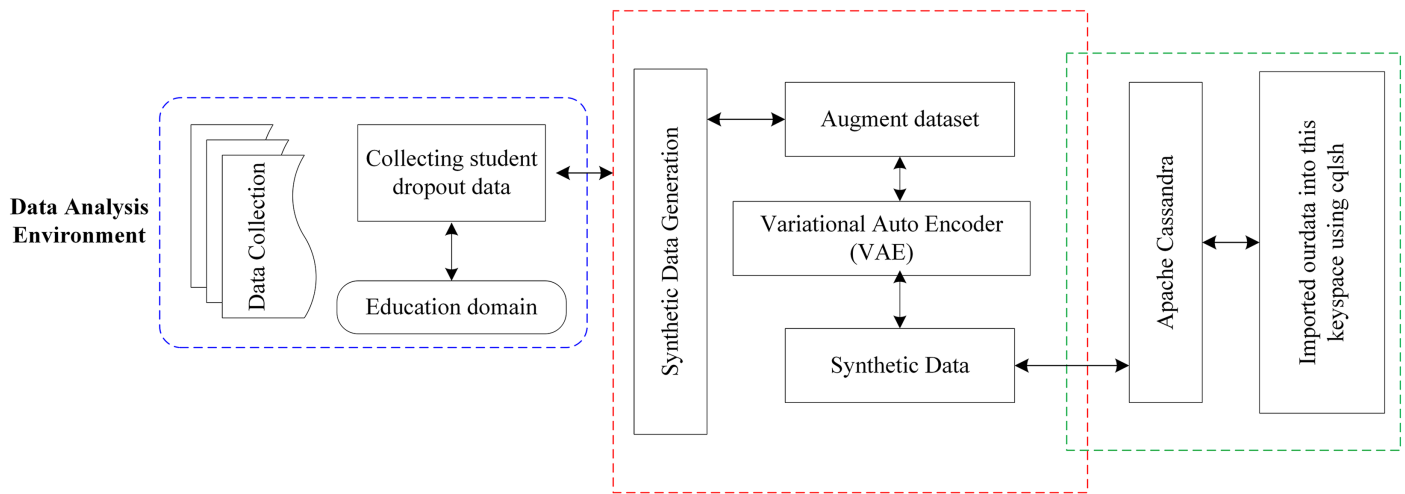 Data Analysis
Environment
Data Collection
Collecting student
dropout data
Education domain
Synthetic Data Generation
Augment dataset
Variational Auto Encoder
(VAE)
Synthetic Data
Apache Cassandra
Imported ourdata into this
keyspace using cqlsh